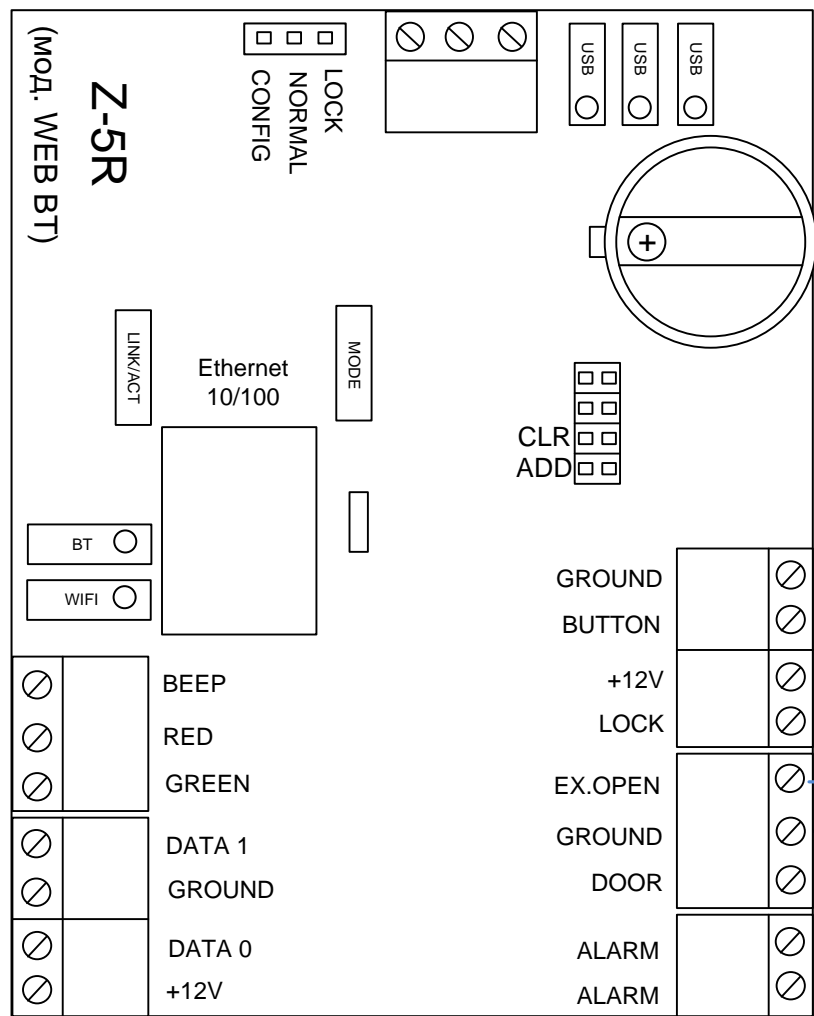 Z-5R
(мод. WEB BT)
LOCK
NORMAL
CONFIG
USB
USB
USB
LINK/ACT
Ethernet
10/100
MODE
CLR
ADD
BT
WIFI
BEEP
RED
GREEN
DATA 1
GROUND
DATA 0
+12V
GROUND
BUTTON
+12V
LOCK
EX.OPEN
GROUND
DOOR
ALARM
ALARM